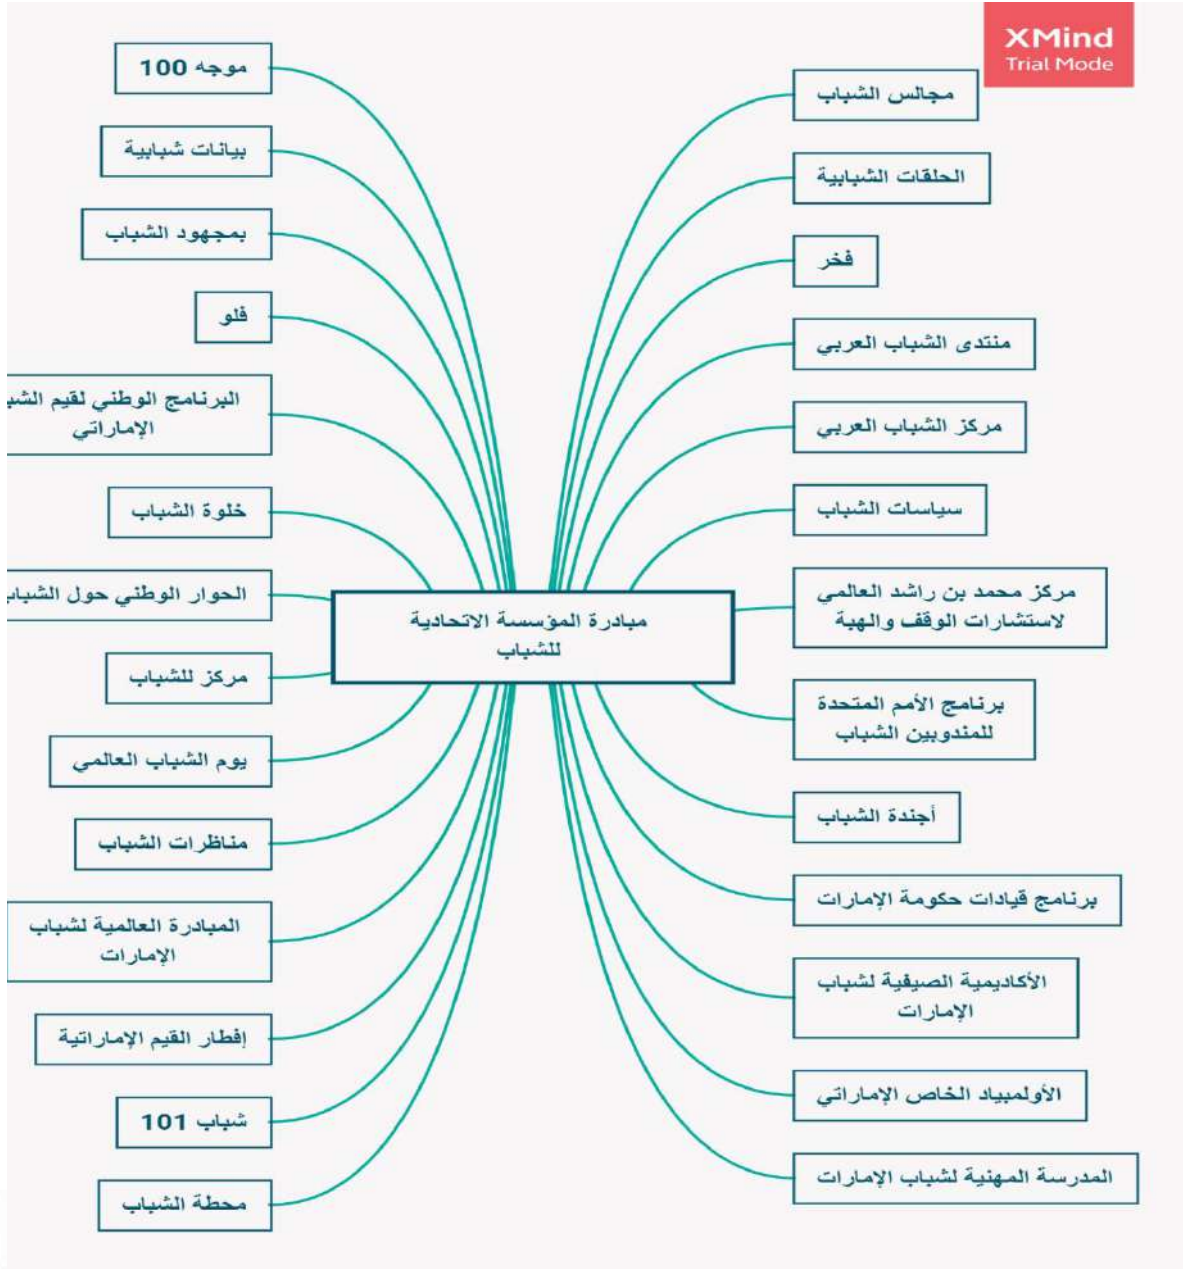 XMind
Trial Mode
مجالس الشباب
الحلقات الشبابية
فخر
منتدى الشباب العربي
مركز الشباب العربي
سياسات الشباب
مركز محمد بن راشد العالمي
لاستشارات الوقف والهبة
برنامج الأمم المتحدة
للمندوبين الشباب
أجندة الشباب
برنامج قيادات حكومة الإمارات
الأكاديمية الصيفية لشباب
الإمارات
الأولمبياد الخاص الإماراتي
المدرسة المهنية لشباب الإمارات
مبادرة المؤسسة الاتحادية
للشباب
موجه 100
بيانات شبابية
بمجهود الشباب
فلو
البرنامج الوطني لقيم
الإماراتي
خلوة الشباب
الحوار الوطني حول الشباب
مركز للشباب
يوم الشباب العالمي
مناظرات الشباب
المبادرة العالمية لشباب
الإمارات
إفطار القيم الإماراتية
شباب 101
محطة الشباب